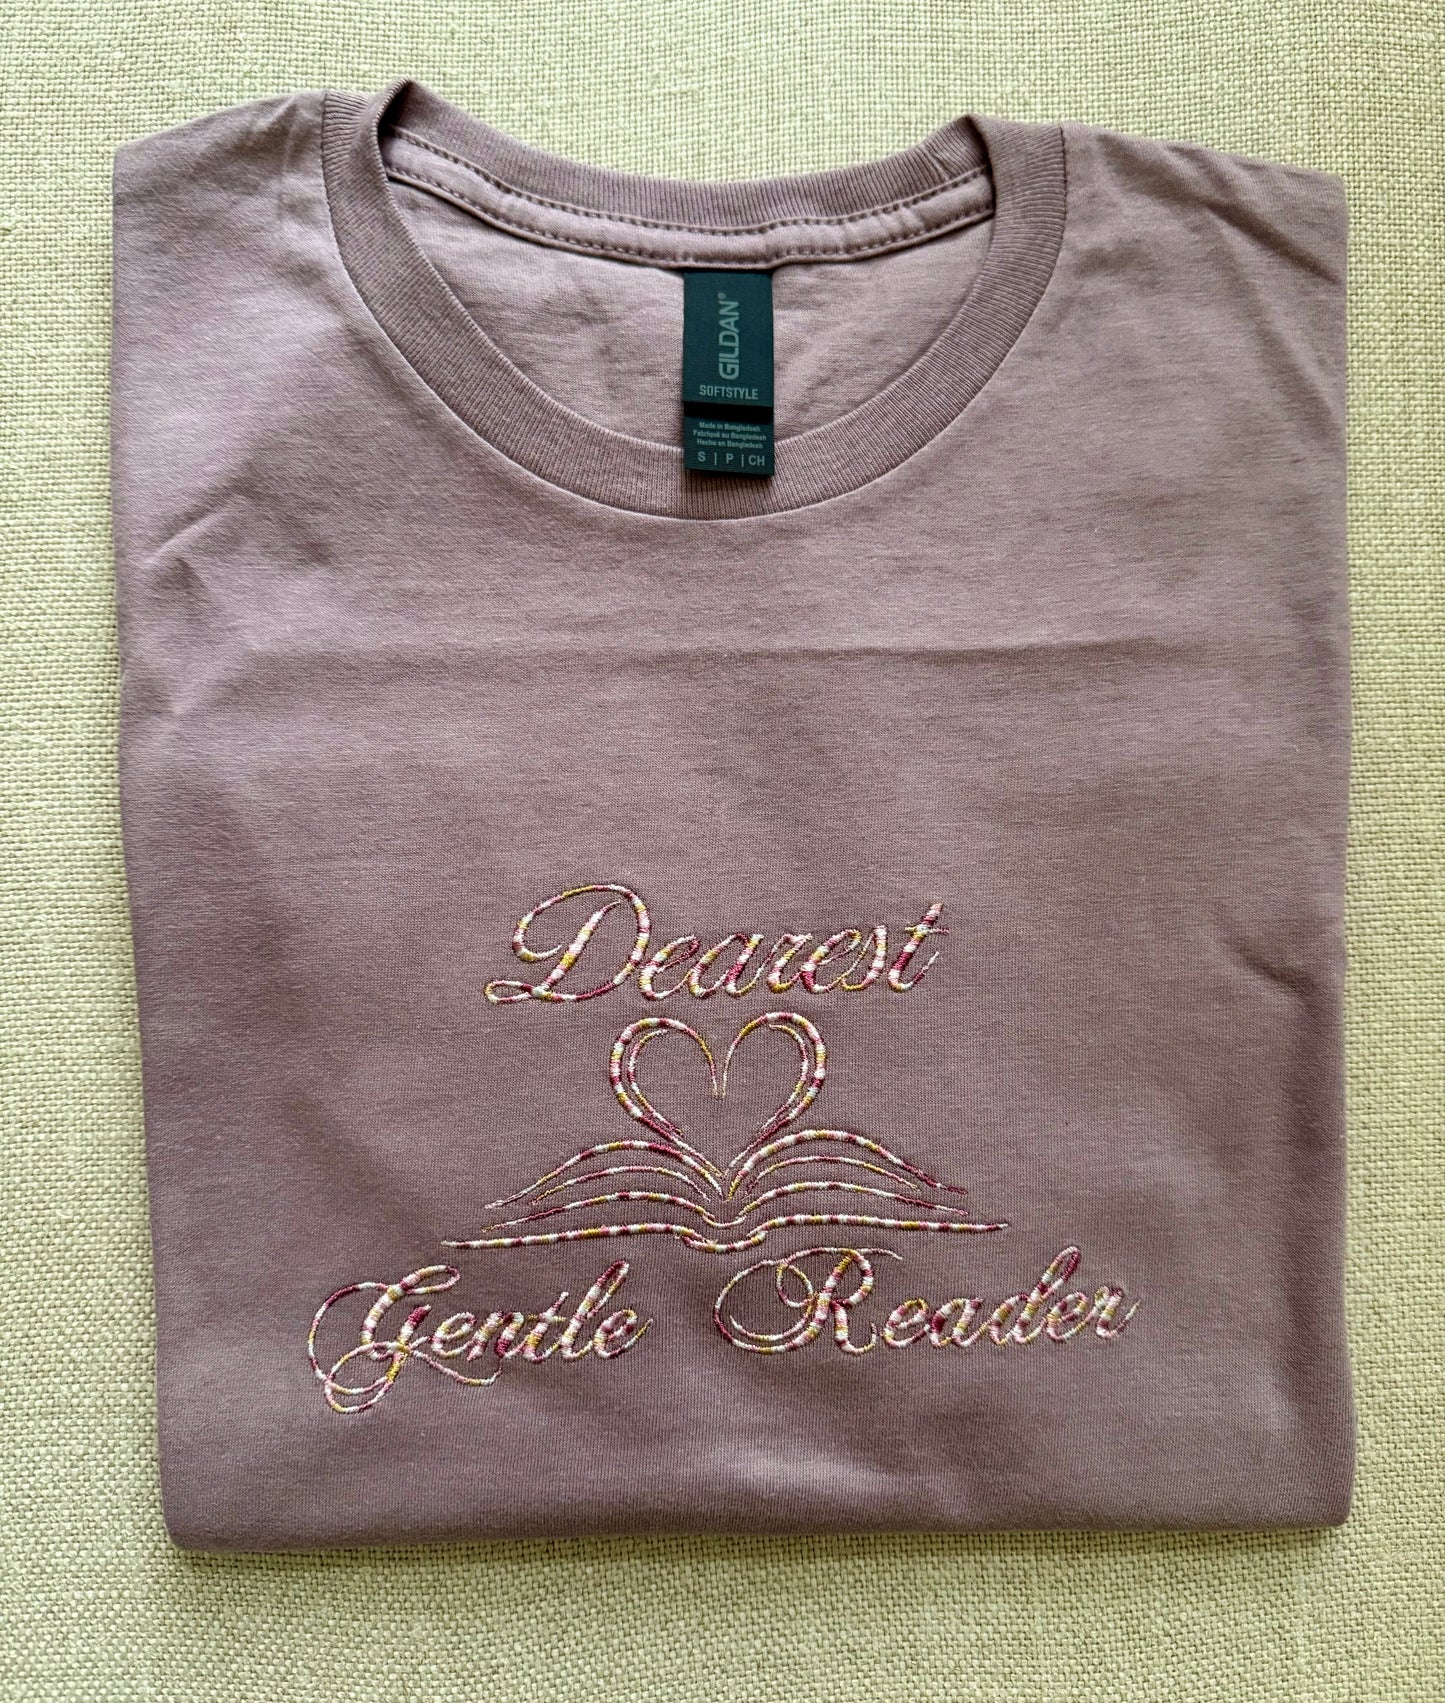 GILDAN®
SOFTSTYLE
Made in Bangladesh
Fabriqué au Bangladesh
Hecho en Bangladesh
S | P | CH
Dearest
Gentle Reader